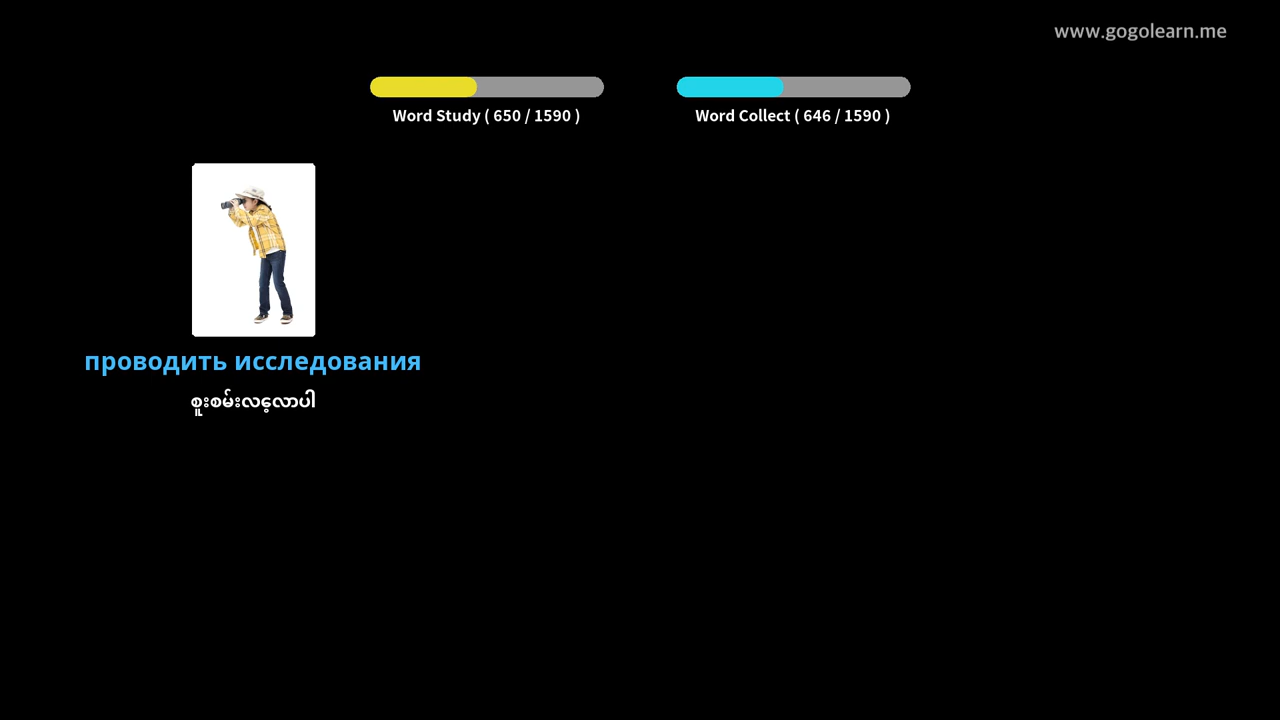 www.gogolearn.me
Word Study ( 650 / 1590 )
Word Collect ( 646 / 1590 )
проводить исследования
စူးစမ်းလေ့လာပါ